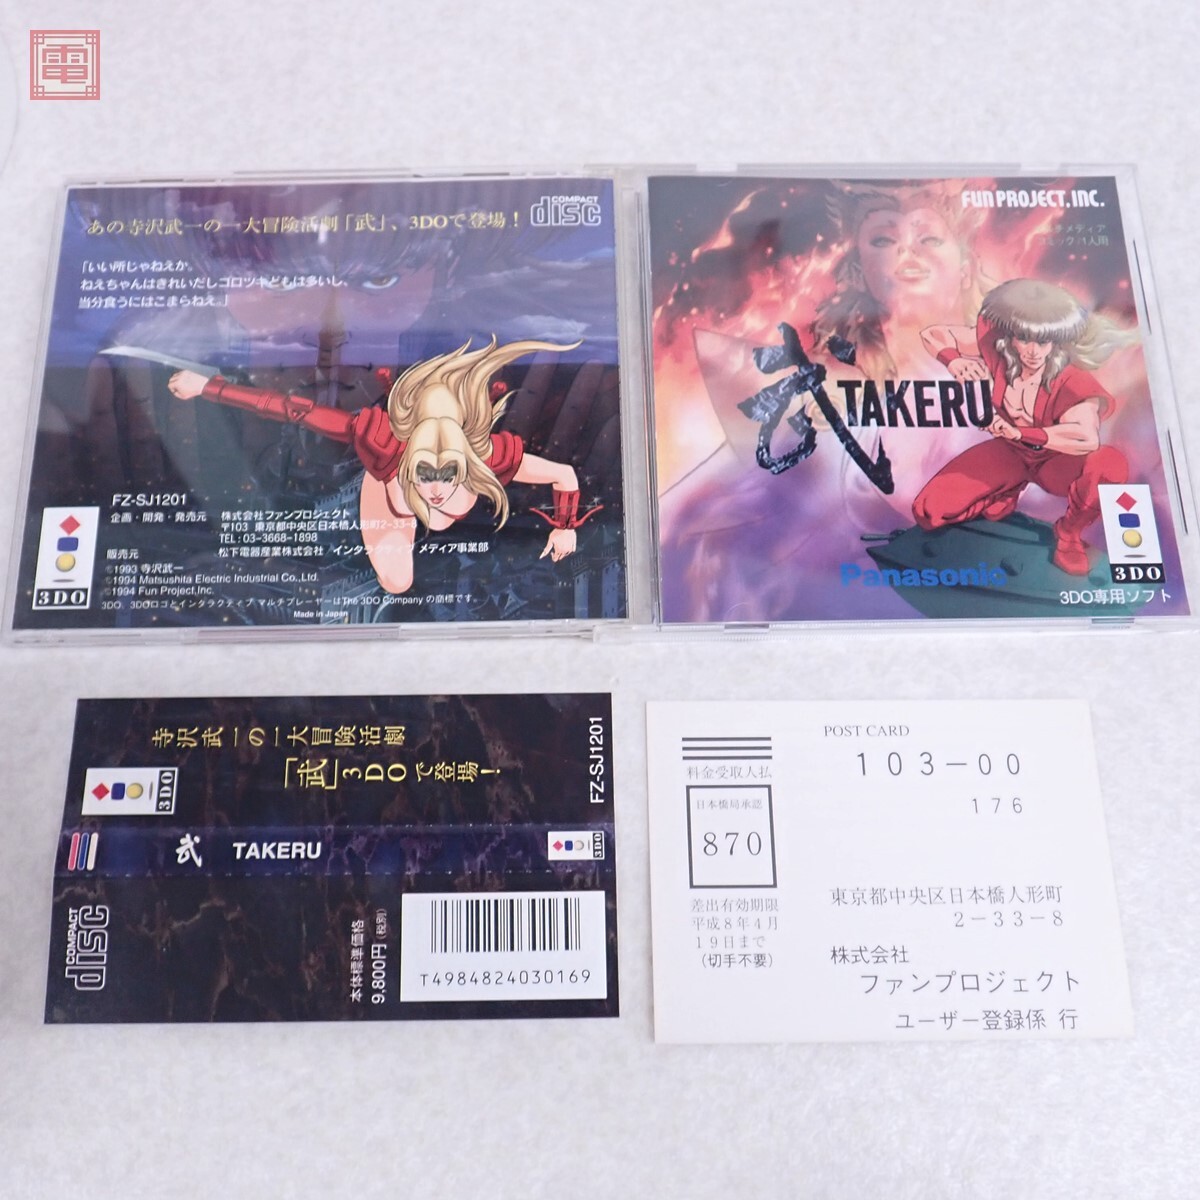 電
あの寺沢武一の一大冒険活劇「武」、3DOで登場！
COMPACT
disc
「いい所じゃねえか。
ねえちゃんはきれいだしゴロツキどもは多いし、
当分食うにはこまらねえ。」
FZ-SJ1201
企画・開発・発売元 株式会社ファンプロジェクト
〒103 東京都中央区日本橋人形町2-33-8
TEL:03-3668-1898
販売元 松下電器産業株式会社 インタラクティブ メディア事業部
©1993 寺沢武一
©1994 Matsushita Electric Industrial Co.,Ltd.
©1994 Fun Project,Inc.
3DO、3DOロゴとインタラクティブ マルチプレーヤーはThe 3DO Company の商標です。
Made in Japan
3DO
FUN PROJECT, INC.
コミック/1人用
武 TAKERU
Panasonic
3DO
3DO専用ソフト
寺沢武一の一大冒険活劇
「武」3DOで登場！
FZ-SJ1201
3DO
武 TAKERU
3DO
COMPACT
disc
本体標準価格
9,800円(税別)
T4984824030169
POST CARD
103-00
176
料金受取人払
日本橋局承認
870
差出有効期限
平成8年4月
19日まで
(切手不要)
東京都中央区日本橋人形町
2-33-8
株式会社
ファンプロジェクト
ユーザー登録係 行